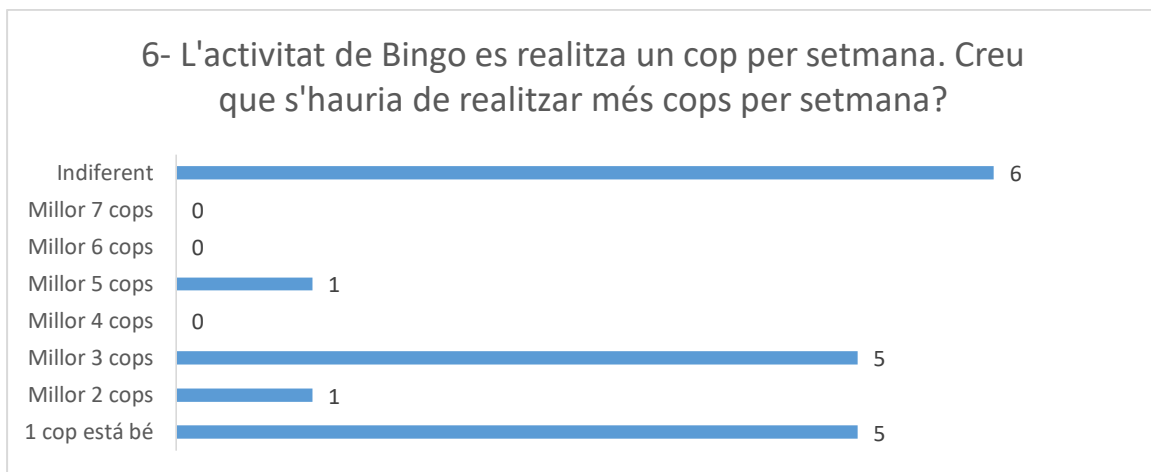 6- L'activitat de Bingo es realitza un cop per setmana. Creu
que s'hauria de realitzar més cops per setmana?
Indiferent 6
Millor 7 cops 0
Millor 6 cops 0
Millor 5 cops 1
Millor 4 cops 0
Millor 3 cops 5
Millor 2 cops 1
1 cop está bé 5